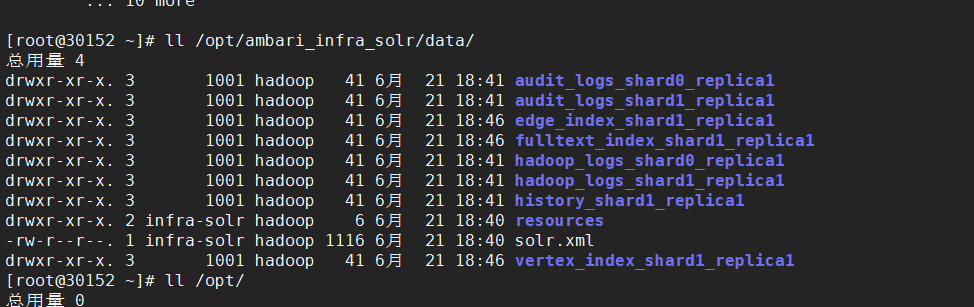 ... 10 more
[root@30152 ~]# ll /opt/ambari_infra_solr/data/
总用量 4
drwxr-xr-x. 3 1001 hadoop 41 6月 21 18:41 audit_logs_shard0_replica1
drwxr-xr-x. 3 1001 hadoop 41 6月 21 18:41 audit_logs_shard1_replica1
drwxr-xr-x. 3 1001 hadoop 41 6月 21 18:46 edge_index_shard1_replica1
drwxr-xr-x. 3 1001 hadoop 41 6月 21 18:46 fulltext_index_shard1_replica1
drwxr-xr-x. 3 1001 hadoop 41 6月 21 18:41 hadoop_logs_shard0_replica1
drwxr-xr-x. 3 1001 hadoop 41 6月 21 18:41 hadoop_logs_shard1_replica1
drwxr-xr-x. 3 1001 hadoop 41 6月 21 18:41 history_shard1_replica1
drwxr-xr-x. 2 infra-solr hadoop 6 6月 21 18:40 resources
-rw-r--r--. 1 infra-solr hadoop 1116 6月 21 18:40 solr.xml
drwxr-xr-x. 3 1001 hadoop 41 6月 21 18:46 vertex_index_shard1_replica1
[root@30152 ~]# ll /opt/
总用量 0